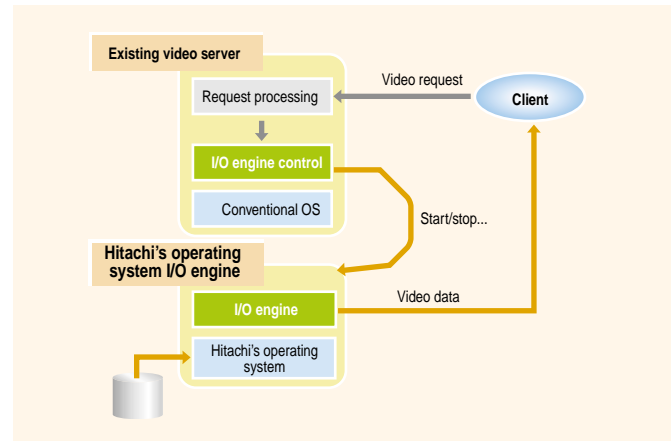 Existing video server
Video request
Request processing
Client
I/O engine control
Conventional OS
Start/stop...
Hitachi's operating
system I/O engine
I/O engine
Video data
Hitachi's operating
system